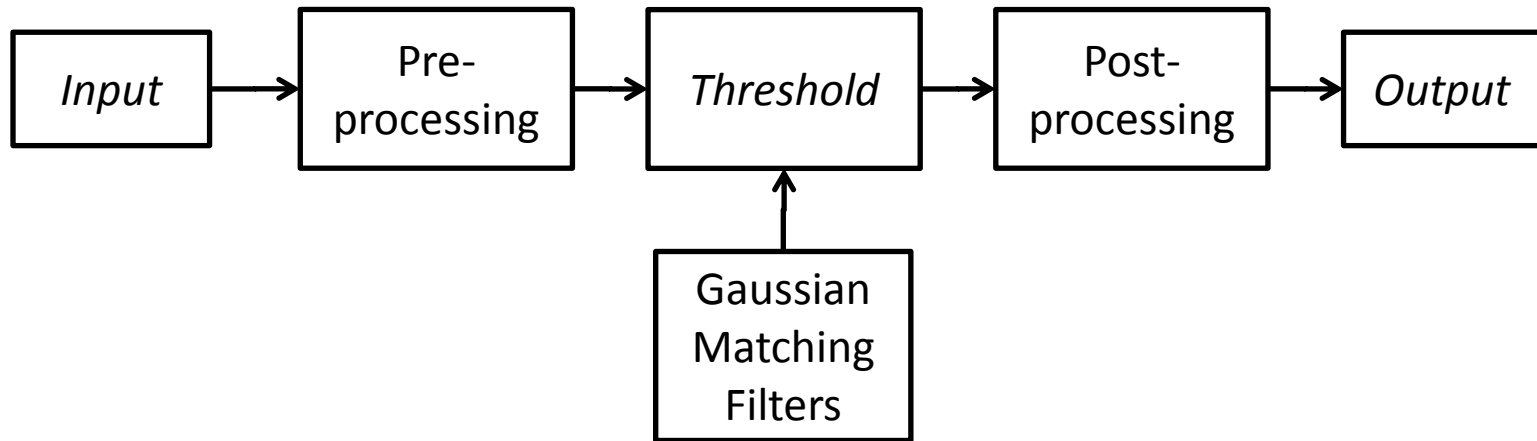 Input
Pre-
processing
Threshold
Post-
processing
Output
Gaussian
Matching
Filters